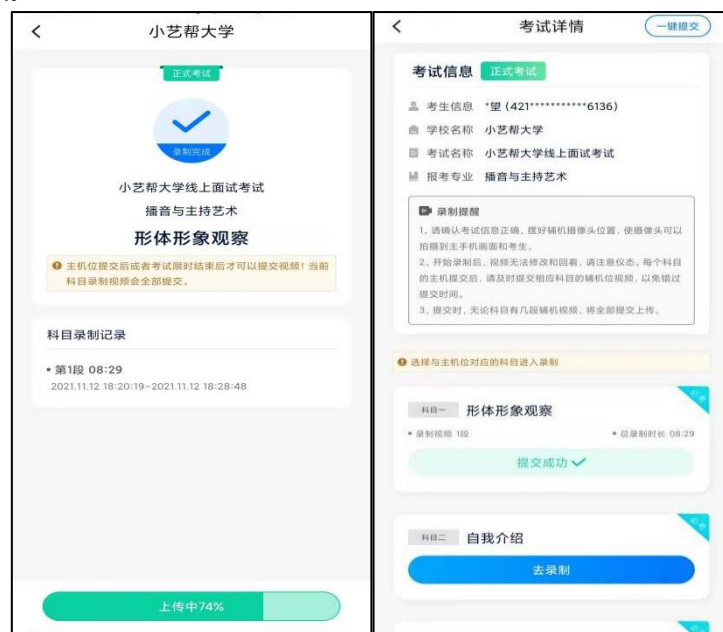 小艺帮大学
正式考试
录制完成
小艺帮大学线上面试考试
播音与主持艺术
形体形象观察
主机位提交后或者考试限时结束后才可以提交视频！当前
科目录制视频会全部提交。
科目录制记录
• 第1段 08:29
2021.11.12 18:20:19~2021.11.12 18:28:48
上传中74%
考试详情
一键提交
考试信息 正式考试
考生信息 *望 (421***********6136)
学校名称 小艺帮大学
考试名称 小艺帮大学线上面试考试
报考专业 播音与主持艺术
录制提醒
1、请确认考试信息正确，摆好辅机摄像头位置，使摄像头可以
拍摄到主手机画面和考生。
2、开始录制后，视频无法修改和回看，请注意仪态。每个科目
的主机提交后，请及时提交相应科目的辅机位视频，以免错过
提交时间。
3、提交时，无论科目有几段辅机视频，将全部提交上传。
选择与主机位对应的科目进入录制
科目一 形体形象观察
• 录制视频 1段 • 总录制时长 08:29
提交成功
科目二 自我介绍
去录制